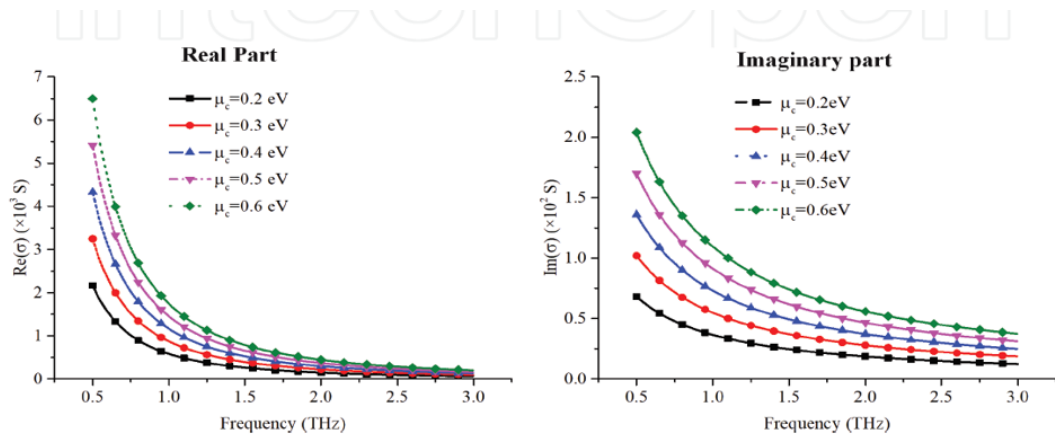 Real Part
7
6
5
4
3
2
1
0
0.5 1.0 1.5 2.0 2.5 3.0
Re(σ) (×10³ S)
Frequency (THz)
μc=0.2 eV
μc=0.3 eV
μc=0.4 eV
μc=0.5 eV
μc=0.6 eV
Imaginary part
2.5
2.0
1.5
1.0
0.5
0.0
0.5 1.0 1.5 2.0 2.5 3.0
Im(σ) (×10² S)
Frequency (THz)
μc=0.2eV
μc=0.3eV
μc=0.4eV
μc=0.5eV
μc=0.6eV